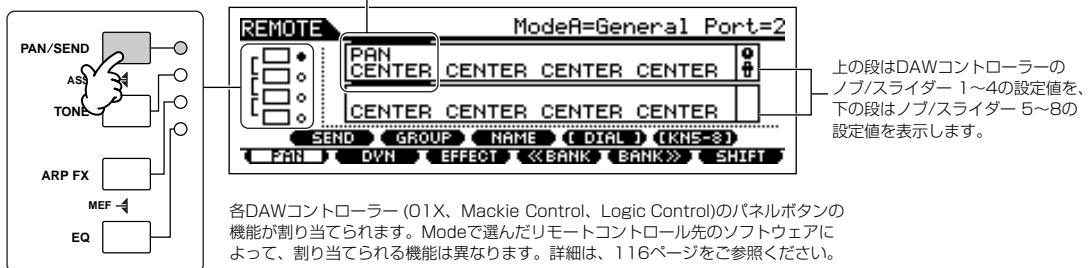 PAN/SEND
ASS
TONE
ARP FX
MEF
EQ
REMOTE ModeA=General Port=2
PAN
CENTER CENTER CENTER CENTER
CENTER CENTER CENTER CENTER
SEND GROUP NAME [ DIAL ] [KN5-8]
PAN DYN EFFECT <<BANK BANK>> SHIFT
上の段はDAWコントローラーの
ノブ/スライダー 1〜4の設定値を、
下の段はノブ/スライダー 5〜8の
設定値を表示します。
各DAWコントローラー (01X、Mackie Control、Logic Control)のパネルボタンの
機能が割り当てられます。Modeで選んだリモートコントロール先のソフトウェアに
よって、割り当てられる機能は異なります。詳細は、116ページをご参照ください。